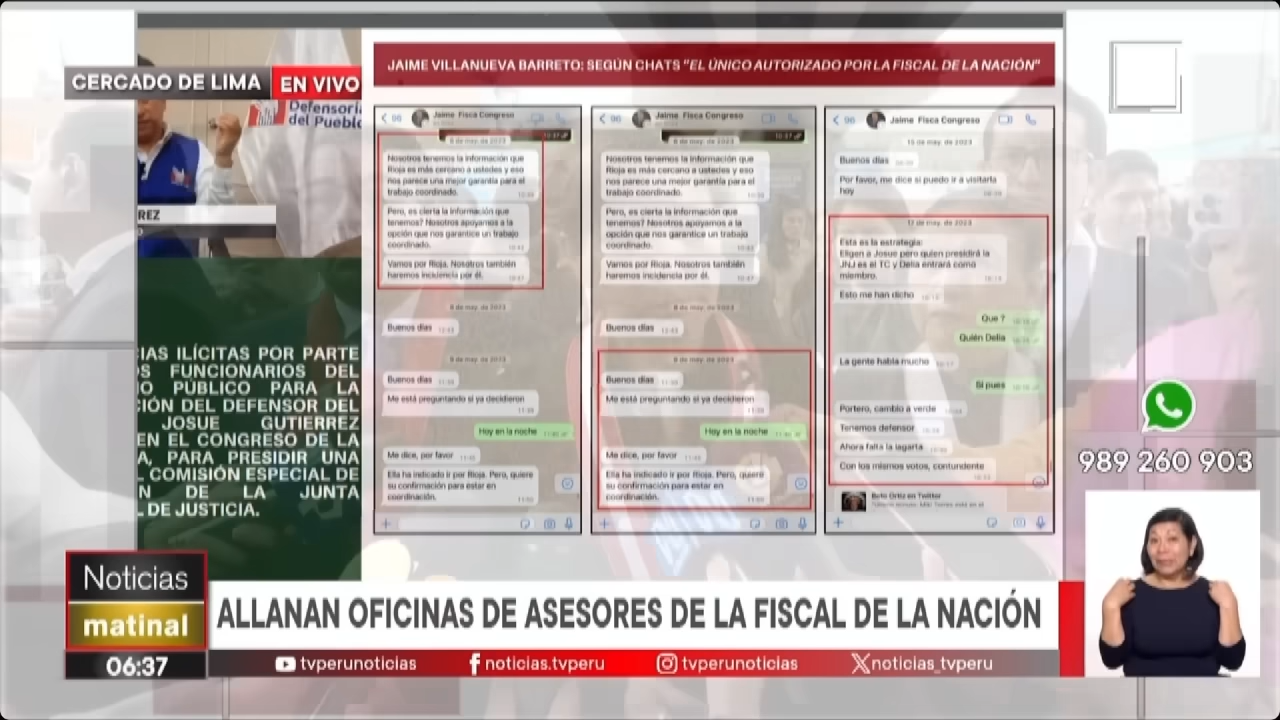 CERCADO DE LIMA EN VIVO
Defensoría
del Pueblo
REZ
JAIME VILLANUEVA BARRETO: SEGÚN CHATS "EL ÚNICO AUTORIZADO POR LA FISCAL DE LA NACIÓN"
IAS ILÍCITAS POR PARTE
S FUNCIONARIOS DEL
O PÚBLICO PARA LA
IÓN DEL DEFENSOR DEL
JOSUE GUTIERREZ
EN EL CONGRESO DE LA
A, PARA PRESIDIR UNA
COMISIÓN ESPECIAL DE
N DE LA JUNTA
L DE JUSTICIA.
Jaime Fisca Congreso
Nosotros tenemos la información que
Rioja es más cercano a ustedes y eso
nos parece una mejor garantía para el
trabajo coordinado.
Pero, es cierta la información que
tenemos? Nosotros apoyamos a la
opción que nos garantice un trabajo
coordinado.
Vamos por Rioja. Nosotros también
haremos incidencia por él.
Buenos días
Buenos días
Me está preguntando si ya decidieron
Hoy en la noche
Me dice, por favor
Ella ha indicado ir por Rioja. Pero, quiere
su confirmación para estar en
coordinación.
Jaime Fisca Congreso
Nosotros tenemos la información que
Rioja es más cercano a ustedes y eso
nos parece una mejor garantía para el
trabajo coordinado.
Pero, es cierta la información que
tenemos? Nosotros apoyamos a la
opción que nos garantice un trabajo
coordinado.
Vamos por Rioja. Nosotros también
haremos incidencia por él.
Buenos días
Buenos días
Me está preguntando si ya decidieron
Hoy en la noche
Me dice, por favor
Ella ha indicado ir por Rioja. Pero, quiere
su confirmación para estar en
coordinación.
Jaime Fisca Congreso
Buenos días
Por favor, me dice si puedo ir a visitarla
hoy
Esta es la estrategia:
Eligen a Josue pero quien presidirá la
JNJ es el TC y Delia entrará como
miembro.
Esto me han dicho
Que ?
Quién Delia
La gente habla mucho
Si pues
Portero, cambio a verde
Tenemos defensor
Ahora falta la lagarta
Con los mismos votos, contundente
Beto Ortiz en Twitter
989 260 903
Noticias
matinal
06:37
ALLANAN OFICINAS DE ASESORES DE LA FISCAL DE LA NACIÓN
tvperunoticias noticias.tvperu tvperunoticias noticias_tvperu